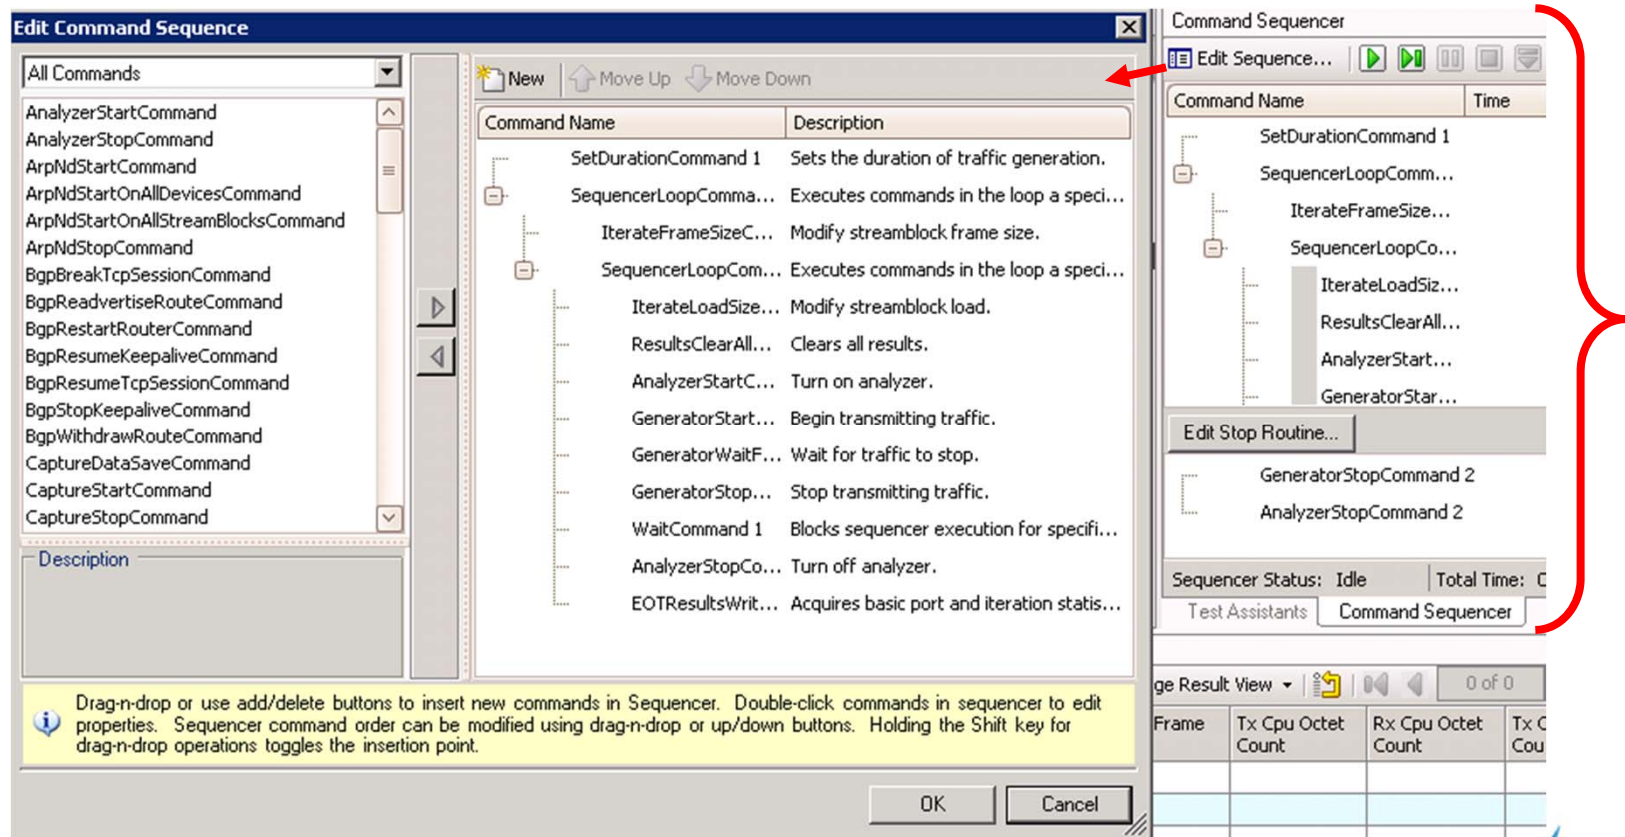 Edit Command Sequence
All Commands
AnalyzerStartCommand
AnalyzerStopCommand
ArpNdStartCommand
ArpNdStartOnAllDevicesCommand
ArpNdStartOnAllStreamBlocksCommand
ArpNdStopCommand
BgpBreakTcpSessionCommand
BgpReadvertiseRouteCommand
BgpRestartRouterCommand
BgpResumeKeepaliveCommand
BgpResumeTcpSessionCommand
BgpStopKeepaliveCommand
BgpWithdrawRouteCommand
CaptureDataSaveCommand
CaptureStartCommand
CaptureStopCommand
Description
New Move Up Move Down
Command Name Description
SetDurationCommand 1 Sets the duration of traffic generation.
SequencerLoopComma... Executes commands in the loop a speci...
IterateFrameSizeC... Modify streamblock frame size.
SequencerLoopCom... Executes commands in the loop a speci...
IterateLoadSize... Modify streamblock load.
ResultsClearAll... Clears all results.
AnalyzerStartC... Turn on analyzer.
GeneratorStart... Begin transmitting traffic.
GeneratorWaitF... Wait for traffic to stop.
GeneratorStop... Stop transmitting traffic.
WaitCommand 1 Blocks sequencer execution for specifi...
AnalyzerStopCo... Turn off analyzer.
EOTResultsWrit... Acquires basic port and iteration statis...
Drag-n-drop or use add/delete buttons to insert new commands in Sequencer. Double-click commands in sequencer to edit
properties. Sequencer command order can be modified using drag-n-drop or up/down buttons. Holding the Shift key for
drag-n-drop operations toggles the insertion point.
OK Cancel
Command Sequencer
Edit Sequence...
Command Name Time
SetDurationCommand 1
SequencerLoopComm...
IterateFrameSize...
SequencerLoopCo...
IterateLoadSiz...
ResultsClearAll...
AnalyzerStart...
GeneratorStar...
Edit Stop Routine...
GeneratorStopCommand 2
AnalyzerStopCommand 2
Sequencer Status: Idle Total Time:
Test Assistants Command Sequencer
ge Result View 0 of 0
Frame Tx Cpu Octet Rx Cpu Octet Tx C
Count Count Cou